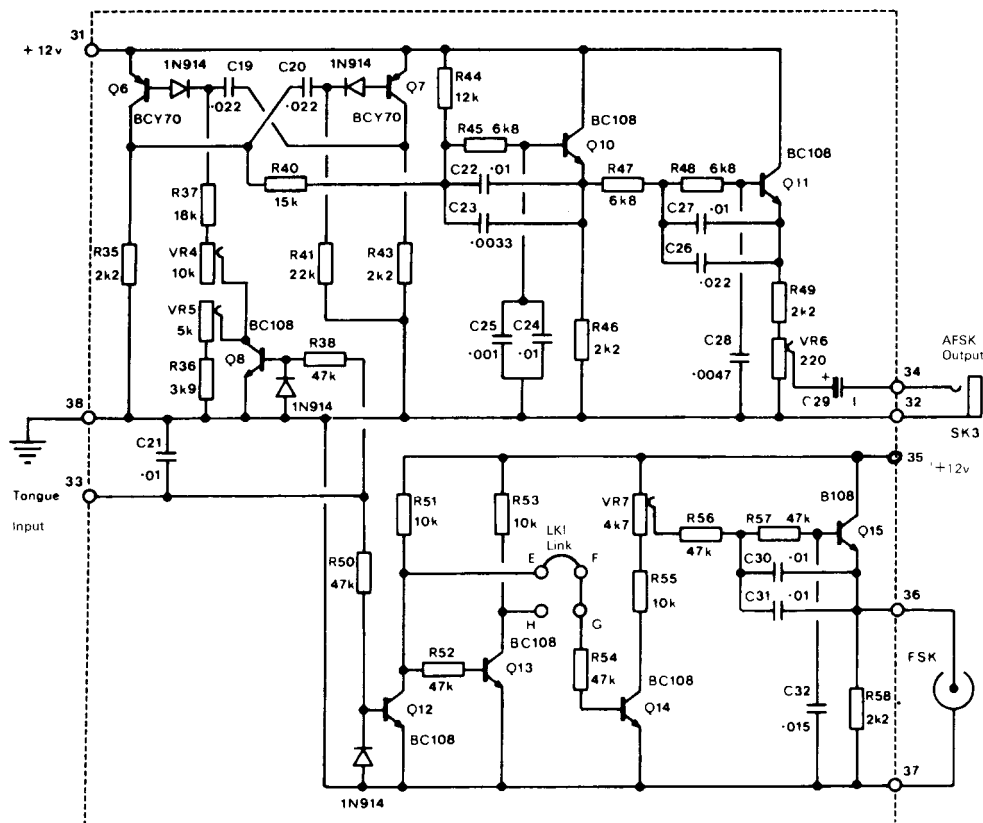 31
+ 12v
1N914
C19
C20
1N914
Q6
Q7
·022
·022
BCY70
BCY70
R44
12k
R45 6k8
BC108
Q10
C22 ·01
C23
·0033
R40
15k
R47
6k8
R48
6k8
BC108
Q11
C27 ·01
C26
·022
R37
18k
R35
2k2
VR4
10k
R41
22k
R43
2k2
VR5
5k
BC108
R38
47k
Q8
R36
3k9
1N914
C25
·001
C24
·01
R46
2k2
C28
·0047
R49
2k2
VR6
220
AFSK
Output
34
+
C29
1
32
SK3
38
C21
·01
33
Tongue
Input
35
+12v
R51
10k
R53
10k
LK1
Link
VR7
4k7
R56
47k
R57 47k
B108
Q15
C30 ·01
C31 ·01
E
F
H
G
R50
47k
R55
10k
36
FSK
R52
47k
BC108
Q13
R54
47k
BC108
Q14
Q12
BC108
C32
·015
R58
2k2
37
1N914